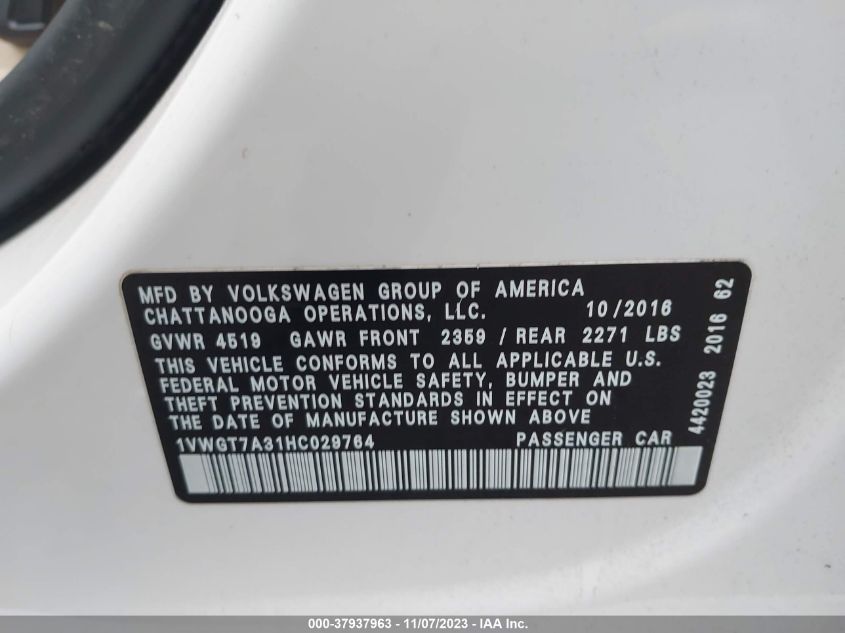 MFD BY VOLKSWAGEN GROUP OF AMERICA
CHATTANOOGA OPERATIONS, LLC. 10/2016
GVWR 4519 GAWR FRONT 2359 / REAR 2271 LBS
THIS VEHICLE CONFORMS TO ALL APPLICABLE U.S.
FEDERAL MOTOR VEHICLE SAFETY, BUMPER AND
THEFT PREVENTION STANDARDS IN EFFECT ON
THE DATE OF MANUFACTURE SHOWN ABOVE
1VWGT7A31HC029764 PASSENGER CAR
4420023 2016 62
000-37937963 - 11/07/2023 - IAA Inc.